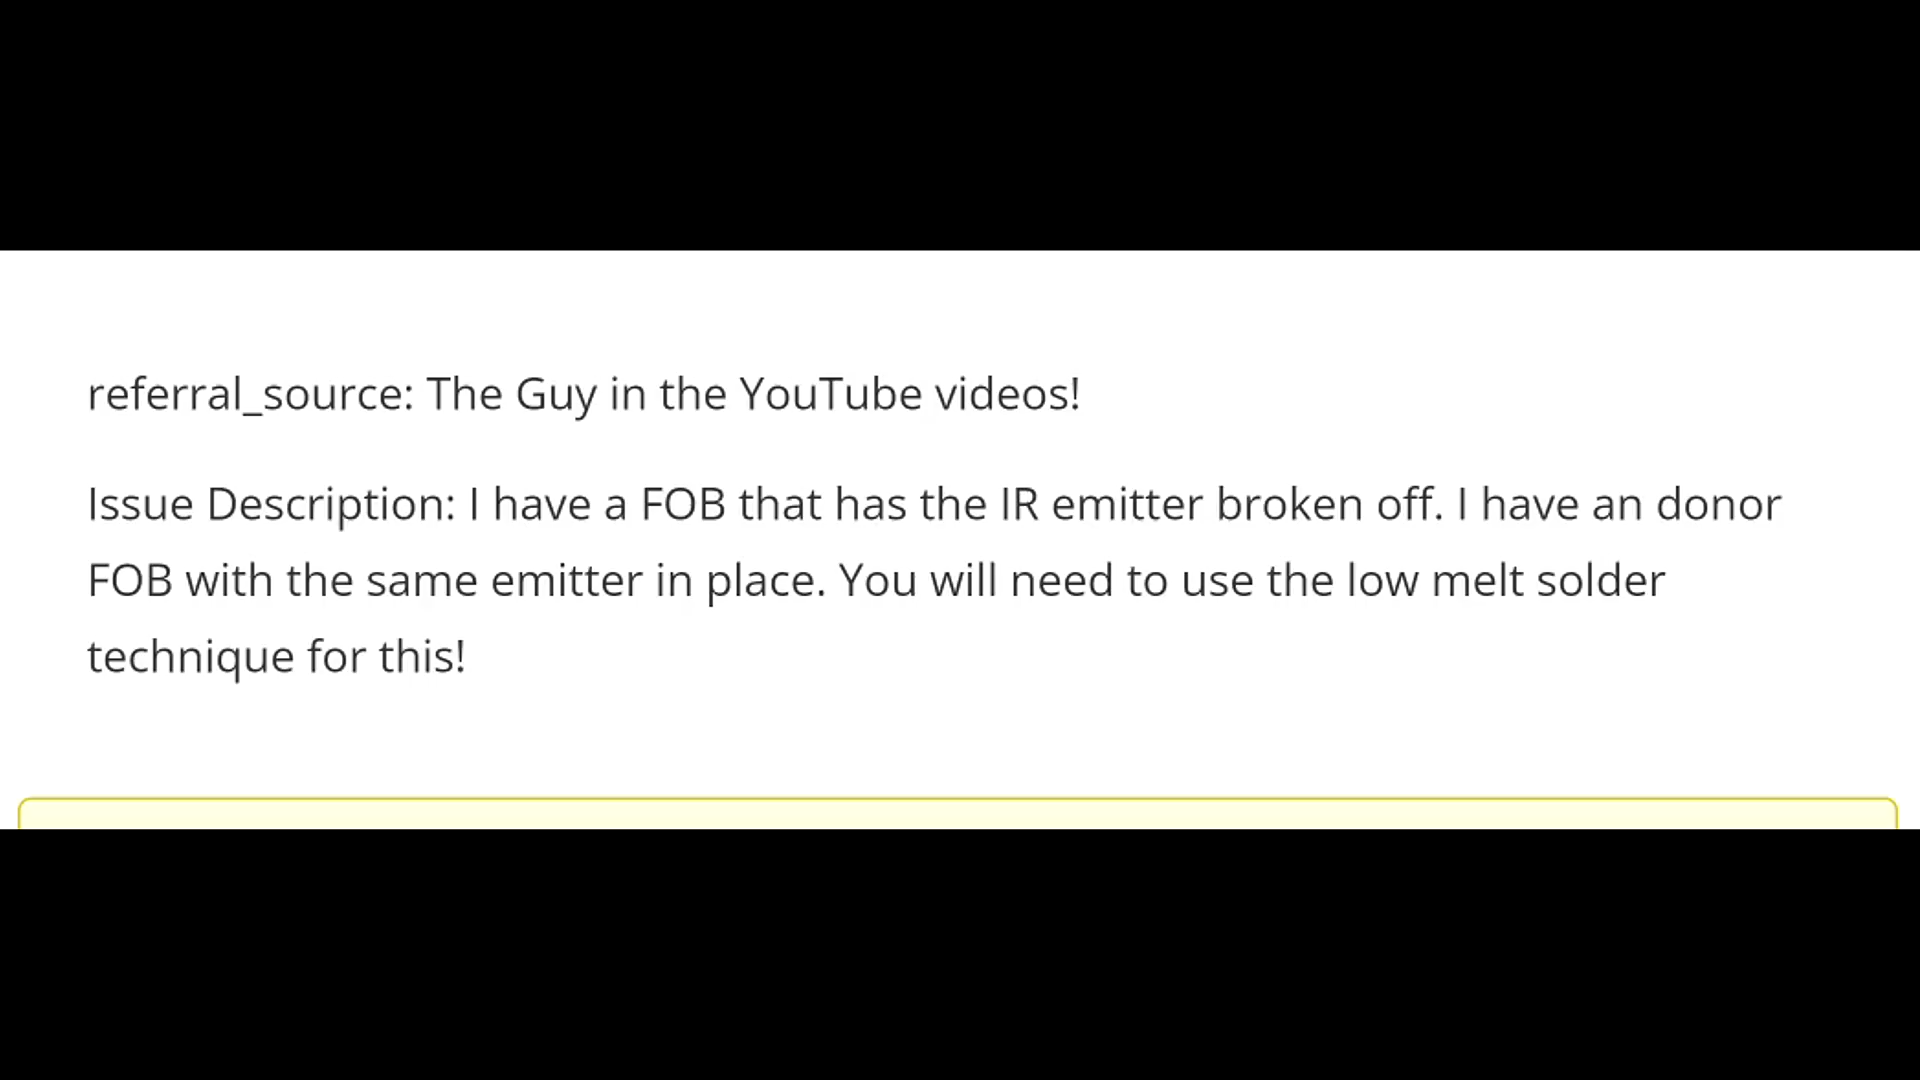 referral_source: The Guy in the YouTube videos!
Issue Description: I have a FOB that has the IR emitter broken off. I have an donor
FOB with the same emitter in place. You will need to use the low melt solder
technique for this!